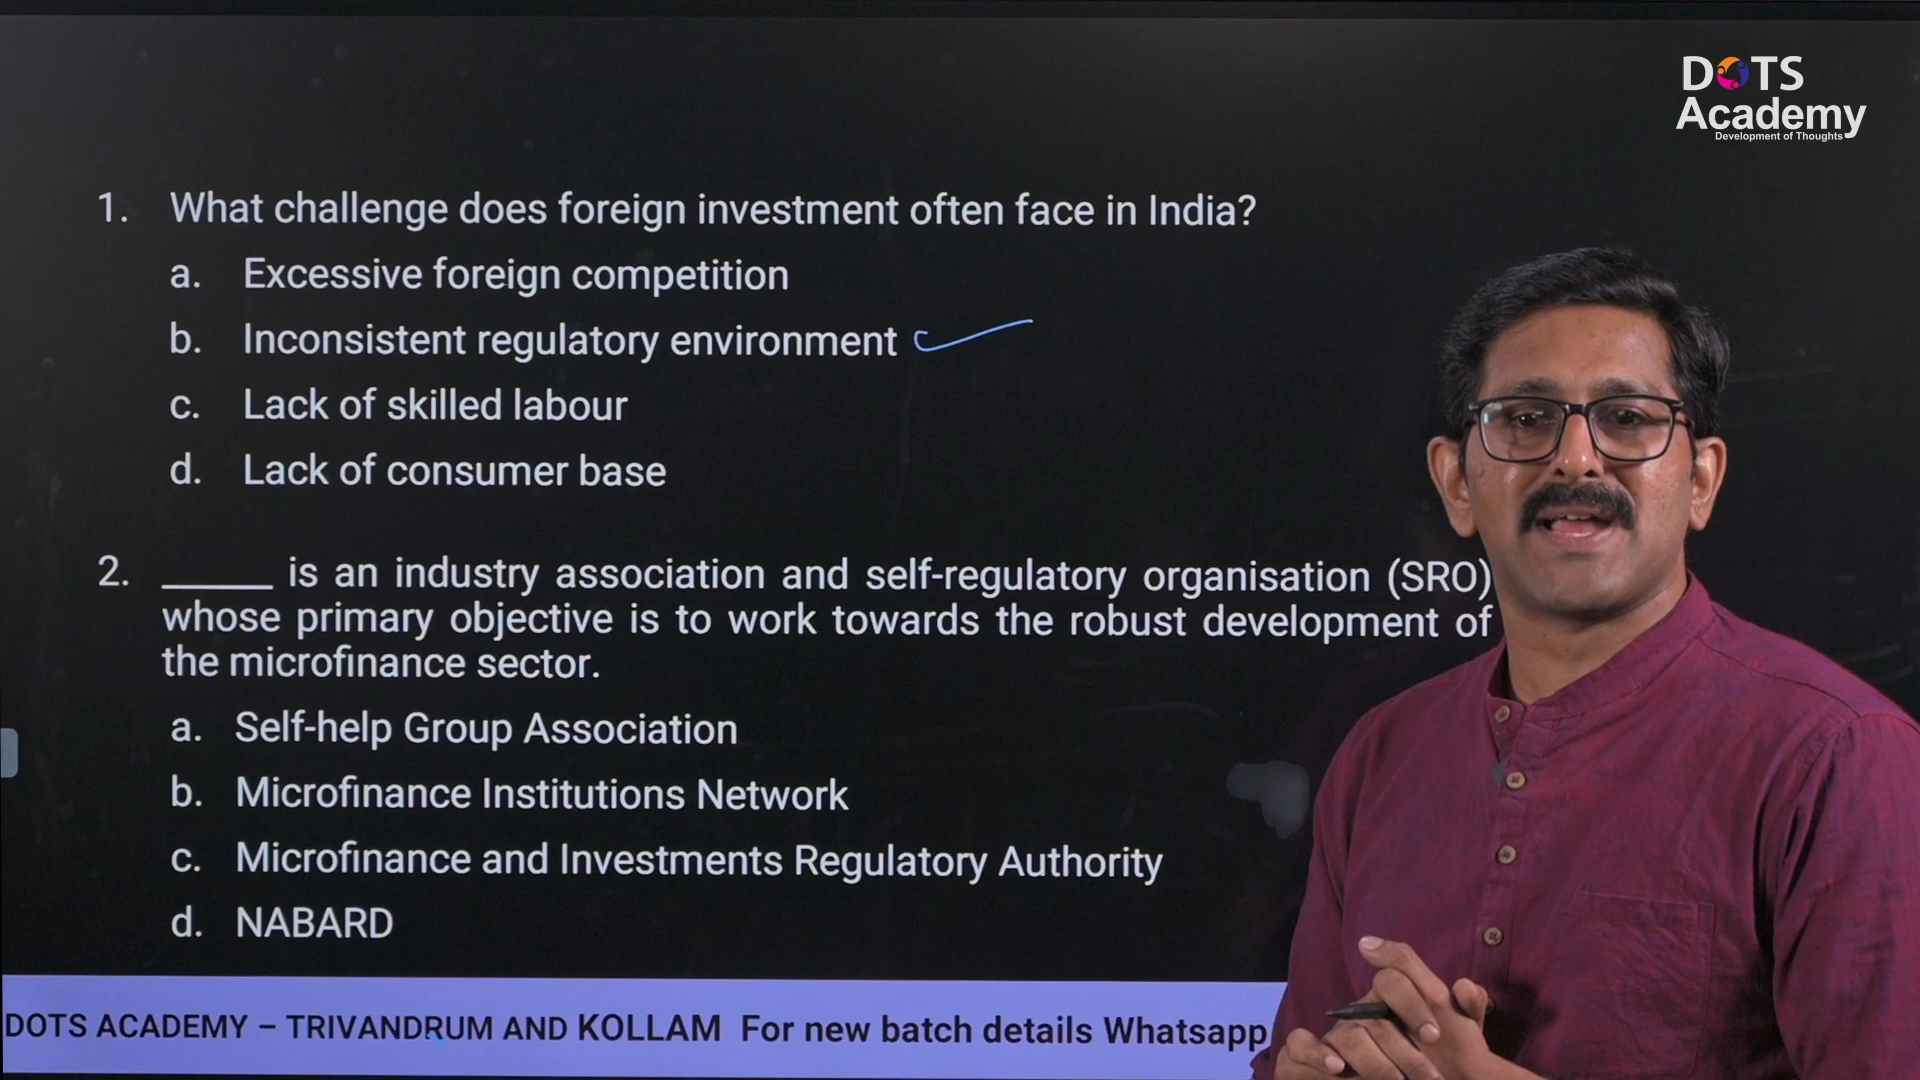 DOTS
Academy
Development of Thoughts
1. What challenge does foreign investment often face in India?
a. Excessive foreign competition
b. Inconsistent regulatory environment
c. Lack of skilled labour
d. Lack of consumer base
2. _____ is an industry association and self-regulatory organisation (SRO)
whose primary objective is to work towards the robust development of
the microfinance sector.
a. Self-help Group Association
b. Microfinance Institutions Network
c. Microfinance and Investments Regulatory Authority
d. NABARD
DOTS ACADEMY – TRIVANDRUM AND KOLLAM For new batch details Whatsapp